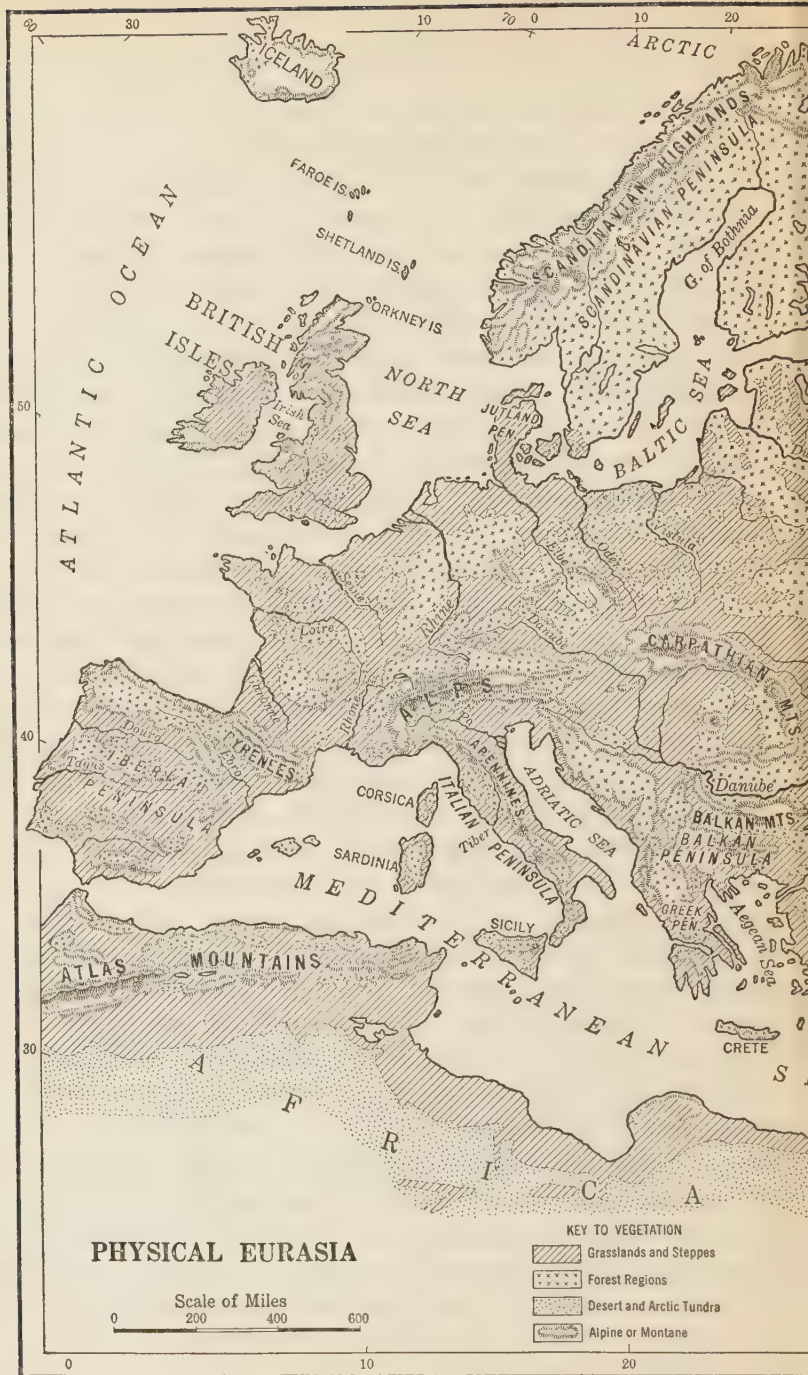 60
30
10
70
0
10
20
ARCTIC
ICELAND
FAROE IS.
SHETLAND IS.
ORKNEY IS.
ATLANTIC OCEAN
BRITISH
ISLES
Irish
Sea
NORTH
SEA
SCANDINAVIAN HIGHLANDS
SCANDINAVIAN PENINSULA
G. of Bothnia
BALTIC SEA
JUTLAND
PEN.
50
Elbe
Oder
Vistula
Seine
Rhine
Loire
Danube
CARPATHIAN MTS
ALPS
Garonne
Rhône
Po
40
Douro
Ebro
PYRENEES
Tagus
IBERIAN
PENINSULA
APENNINES
ITALIAN PENINSULA
Tiber
ADRIATIC SEA
CORSICA
SARDINIA
Danube
BALKAN MTS
BALKAN
PENINSULA
GREEK
PEN.
Aegean
Sea
SICILY
MEDITERRANEAN
CRETE
ATLAS MOUNTAINS
30
AFRICA
PHYSICAL EURASIA
Scale of Miles
0 200 400 600
KEY TO VEGETATION
Grasslands and Steppes
Forest Regions
Desert and Arctic Tundra
Alpine or Montane
0
10
20